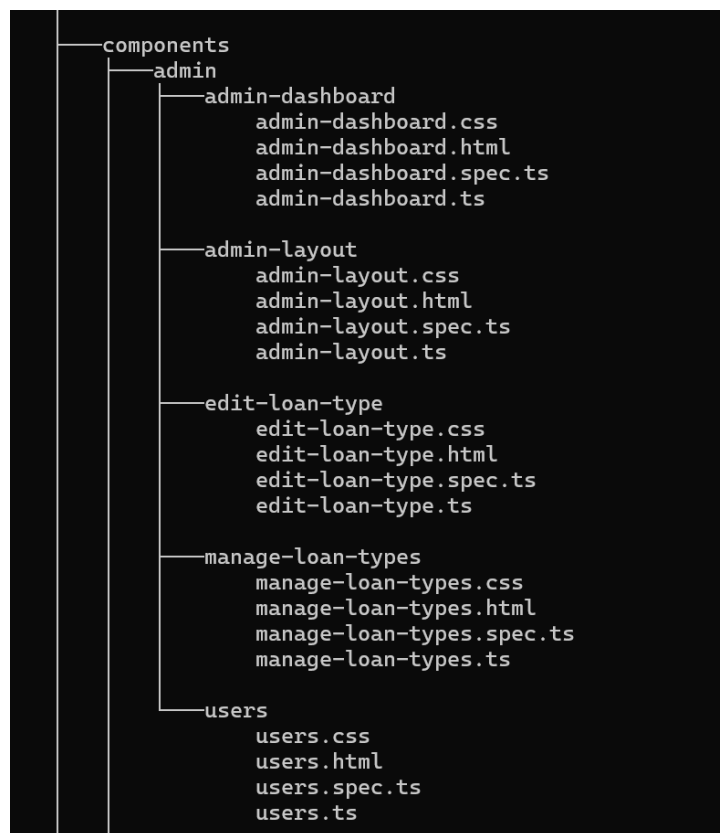 components
admin
admin-dashboard
admin-dashboard.css
admin-dashboard.html
admin-dashboard.spec.ts
admin-dashboard.ts
admin-layout
admin-layout.css
admin-layout.html
admin-layout.spec.ts
admin-layout.ts
edit-loan-type
edit-loan-type.css
edit-loan-type.html
edit-loan-type.spec.ts
edit-loan-type.ts
manage-loan-types
manage-loan-types.css
manage-loan-types.html
manage-loan-types.spec.ts
manage-loan-types.ts
users
users.css
users.html
users.spec.ts
users.ts